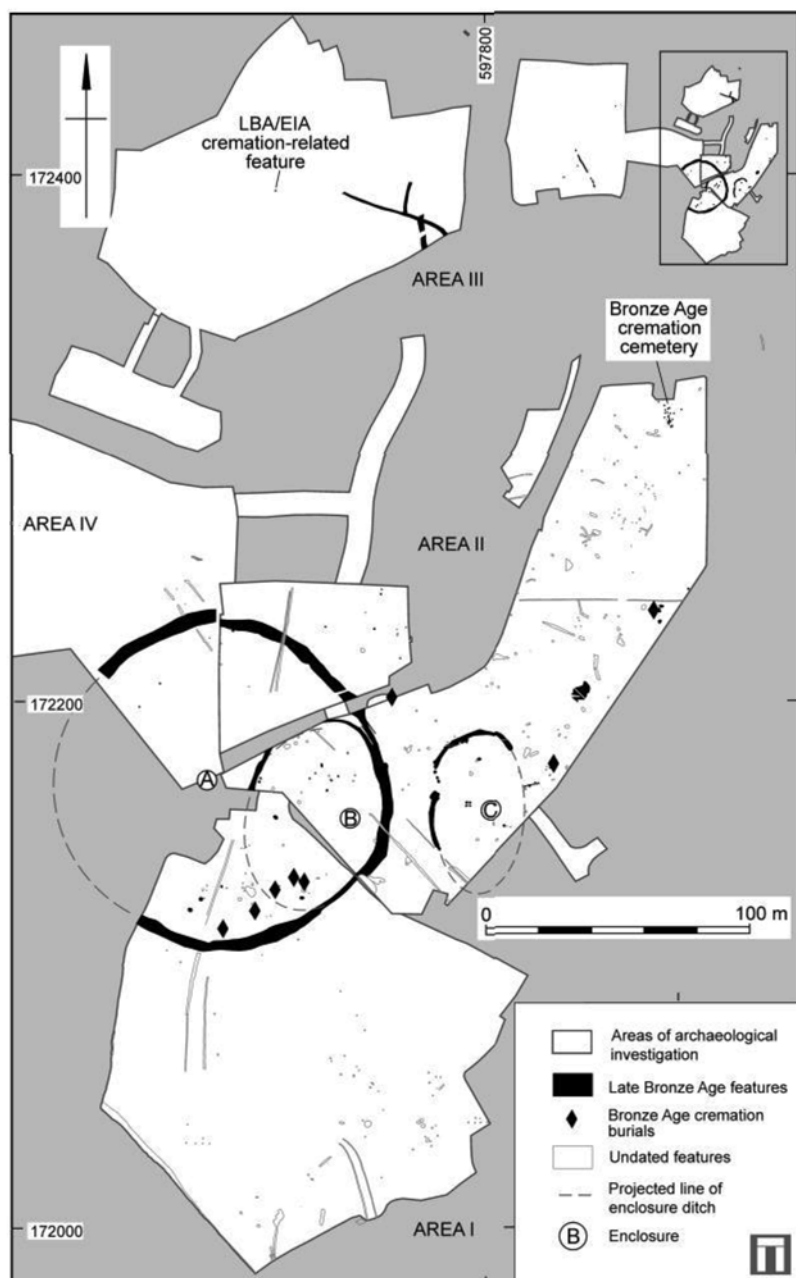 597800
LBA/EIA
cremation-related
feature
172400
AREA III
Bronze Age
cremation
cemetery
AREA IV
AREA II
172200
A
B
C
0
100 m
Areas of archaeological
investigation
Late Bronze Age features
Bronze Age cremation
burials
Undated features
Projected line of
enclosure ditch
B
Enclosure
172000
AREA I